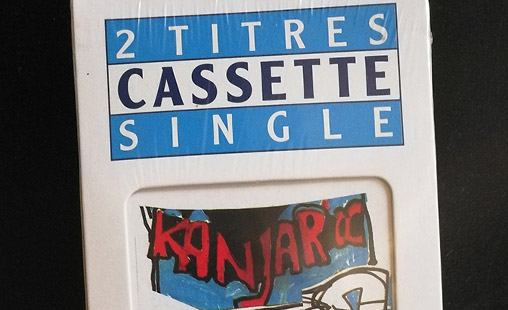 2 TITRES
CASSETTE
SINGLE
KANJAR'OC